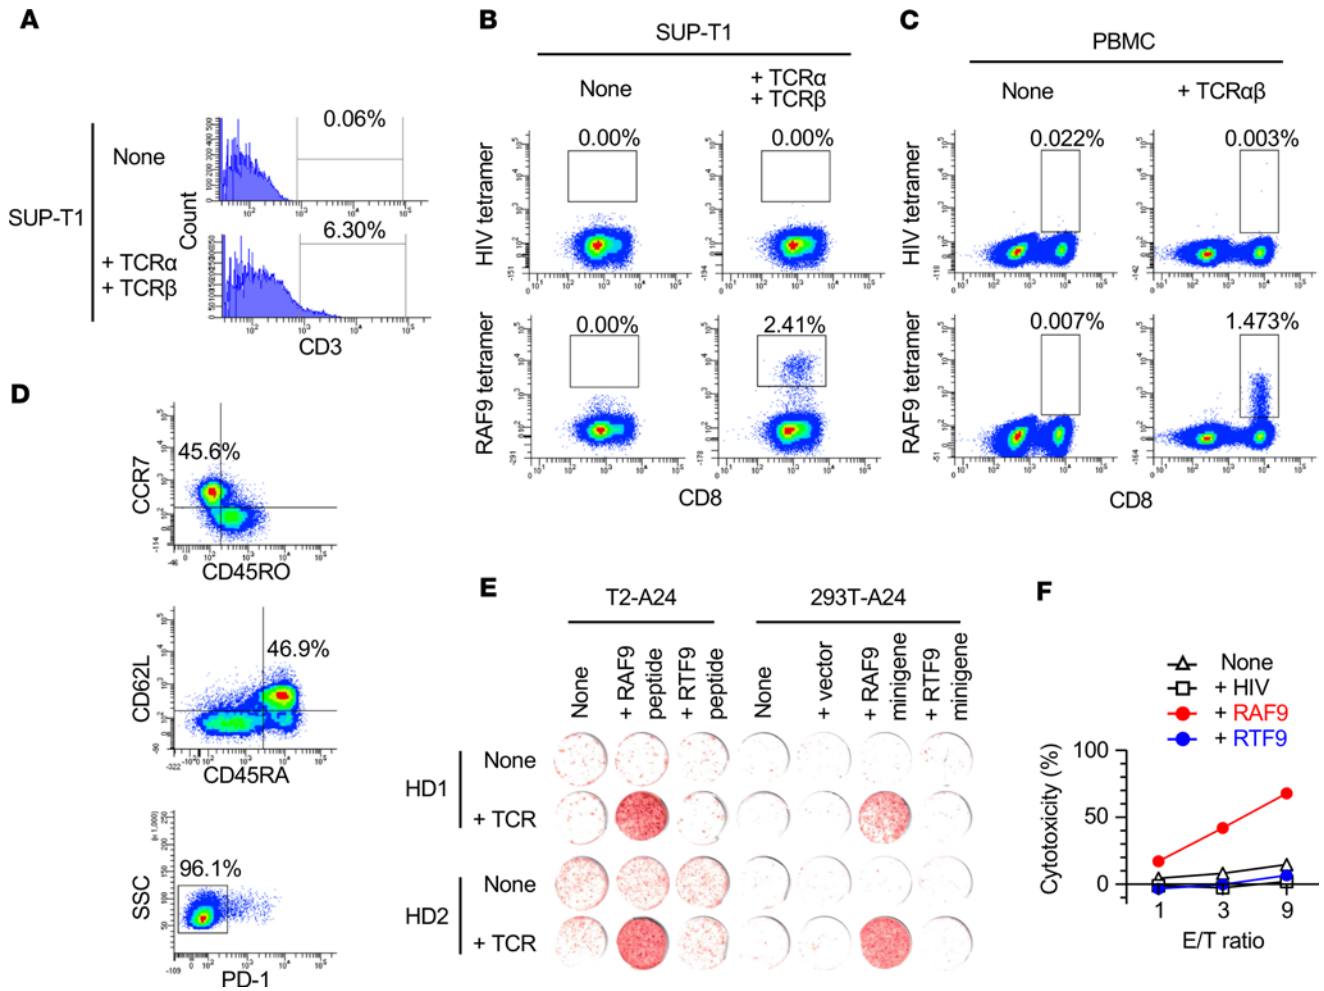 A
SUP-T1
None
0.06%
Count
+ TCRα
+ TCRβ
6.30%
CD3
B
SUP-T1
None
+ TCRα
+ TCRβ
HIV tetramer
0.00%
0.00%
RAF9 tetramer
0.00%
2.41%
CD8
C
PBMC
None
+ TCRαβ
HIV tetramer
0.022%
0.003%
RAF9 tetramer
0.007%
1.473%
CD8
D
CCR7
45.6%
CD45RO
CD62L
46.9%
CD45RA
SSC
(x 1,000)
96.1%
PD-1
E
T2-A24
293T-A24
None
+ RAF9
peptide
+ RTF9
peptide
None
+ vector
+ RAF9
minigene
+ RTF9
minigene
HD1
None
+ TCR
HD2
None
+ TCR
F
None
+ HIV
+ RAF9
+ RTF9
Cytotoxicity (%)
100
50
0
1
3
9
E/T ratio